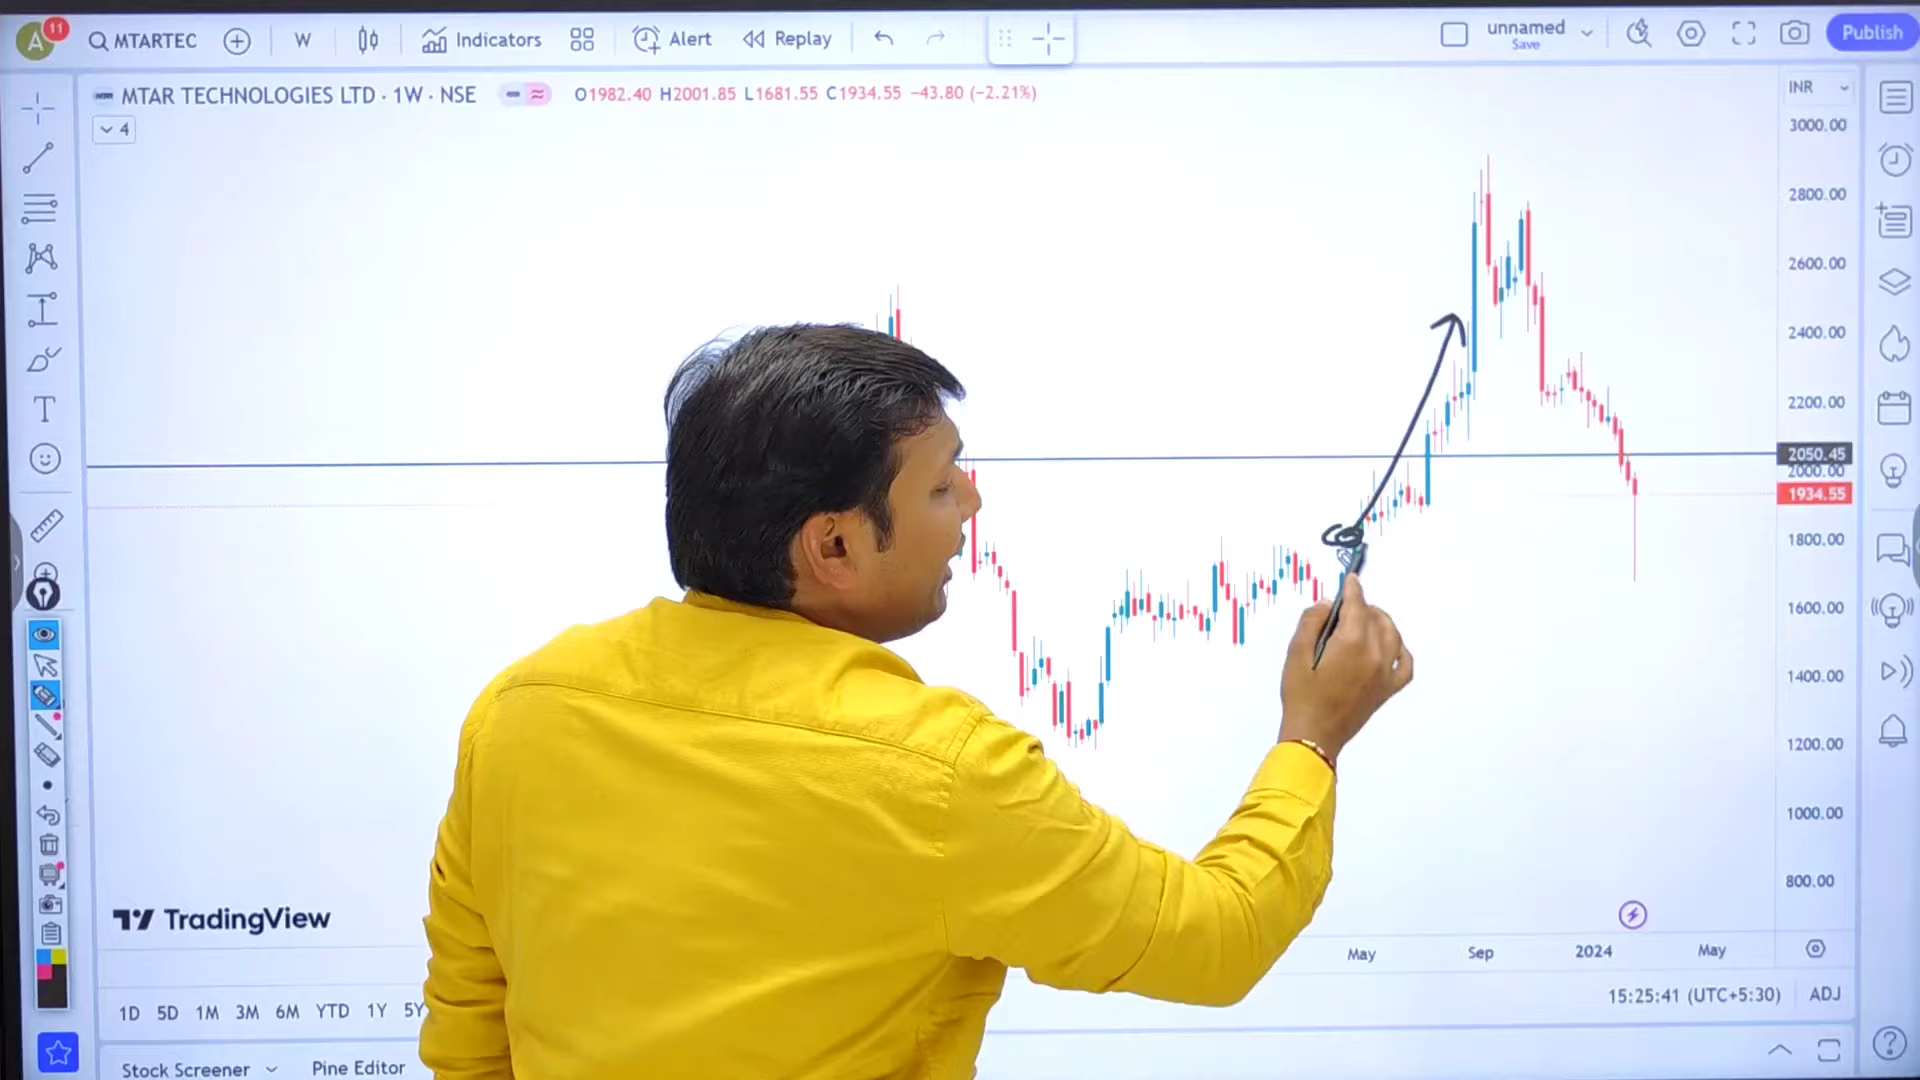 A 11 MTARTEC W Indicators Alert Replay unnamed Save Publish
MTAR TECHNOLOGIES LTD · 1W · NSE O1982.40 H2001.85 L1681.55 C1934.55 −43.80 (−2.21%)
4
INR
3000.00
2800.00
2600.00
2400.00
2200.00
2050.45
2000.00
1934.55
1800.00
1600.00
1400.00
1200.00
1000.00
800.00
TradingView
May Sep 2024 May
1D 5D 1M 3M 6M YTD 1Y 5Y
15:25:41 (UTC+5:30) ADJ
Stock Screener Pine Editor